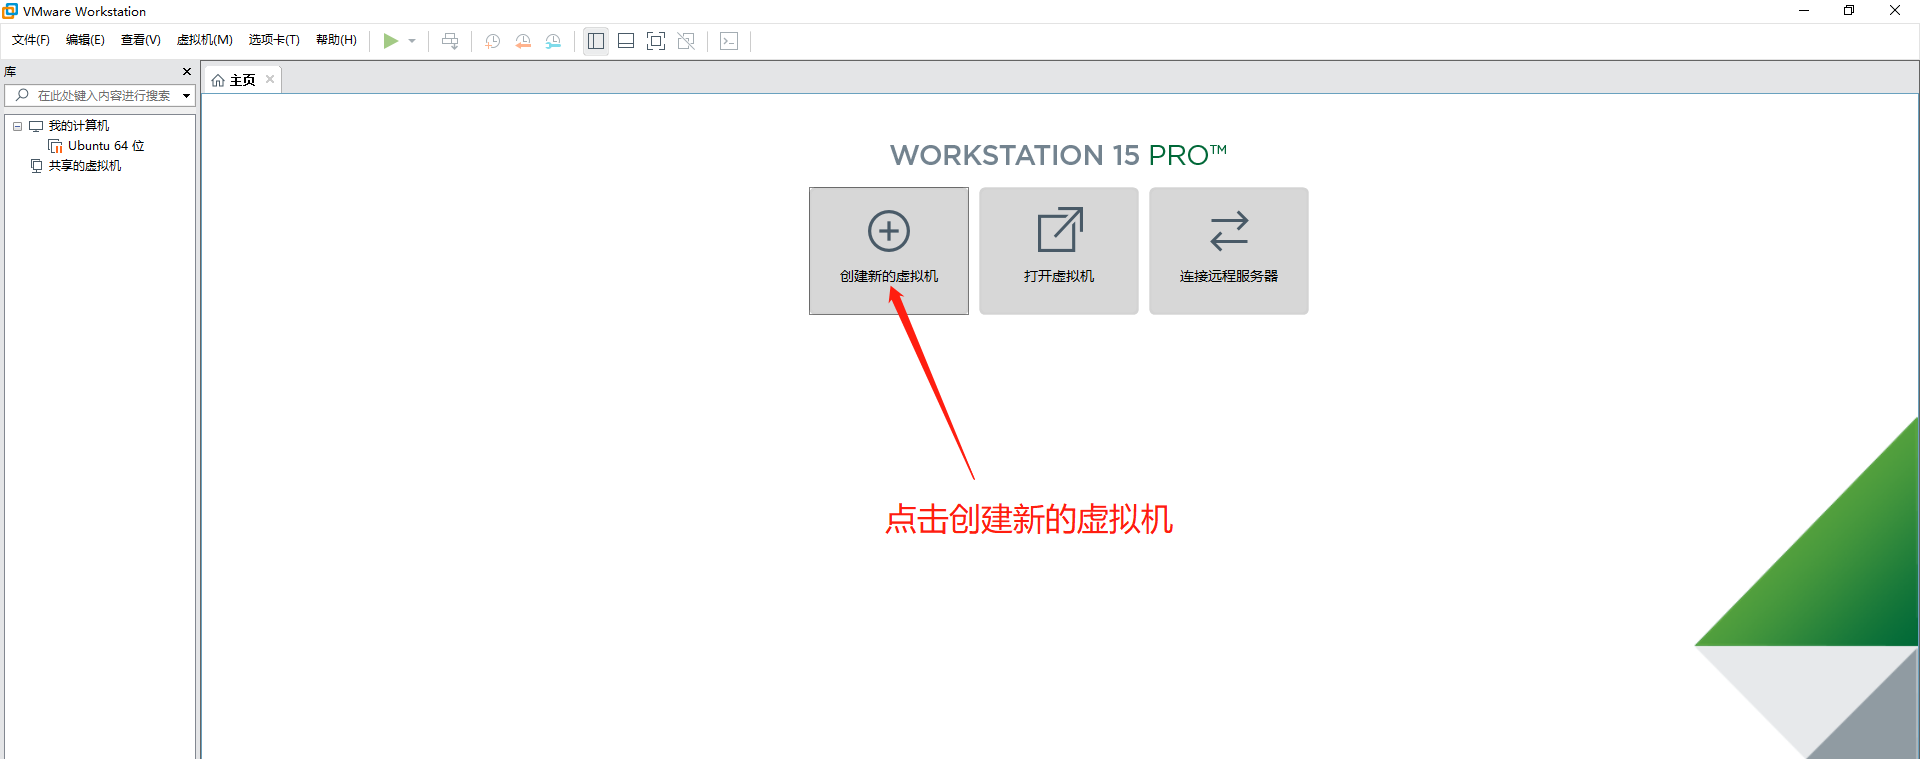 VMware Workstation
文件(F) 编辑(E) 查看(V) 虚拟机(M) 选项卡(T) 帮助(H)
库
主页
在此处键入内容进行搜索
我的计算机
Ubuntu 64 位
共享的虚拟机
WORKSTATION 15 PRO™
创建新的虚拟机 打开虚拟机 连接远程服务器
点击创建新的虚拟机